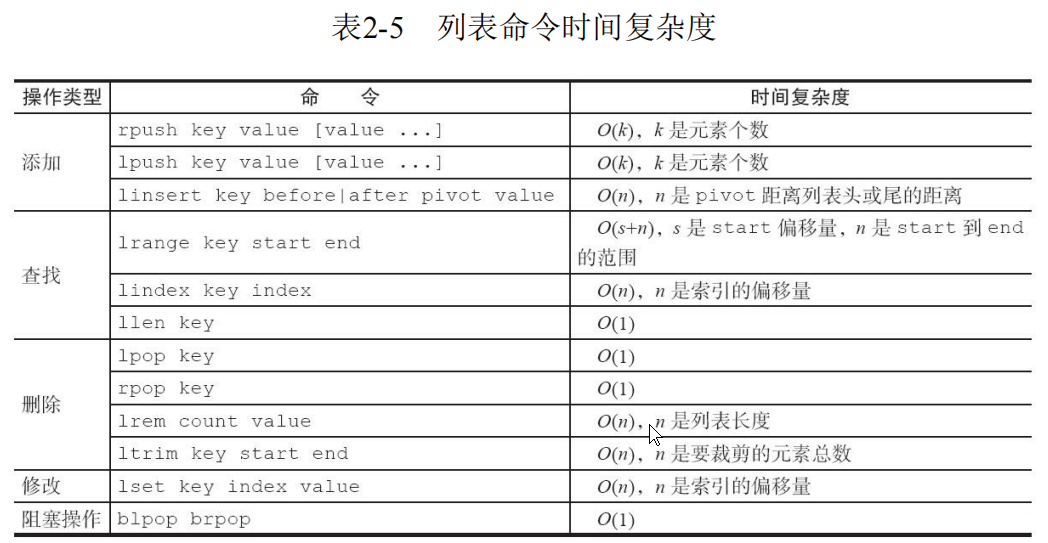 表2-5 列表命令时间复杂度
操作类型 命 令 时间复杂度
添加
rpush key value [value ...] O(k)，k 是元素个数
lpush key value [value ...] O(k)，k 是元素个数
linsert key before|after pivot value O(n)，n 是 pivot 距离列表头或尾的距离
查找
lrange key start end O(s+n)，s 是 start 偏移量，n 是 start 到 end
的范围
lindex key index O(n)，n 是索引的偏移量
llen key O(1)
删除
lpop key O(1)
rpop key O(1)
lrem count value O(n)，n 是列表长度
ltrim key start end O(n)，n 是要裁剪的元素总数
修改 lset key index value O(n)，n 是索引的偏移量
阻塞操作 blpop brpop O(1)